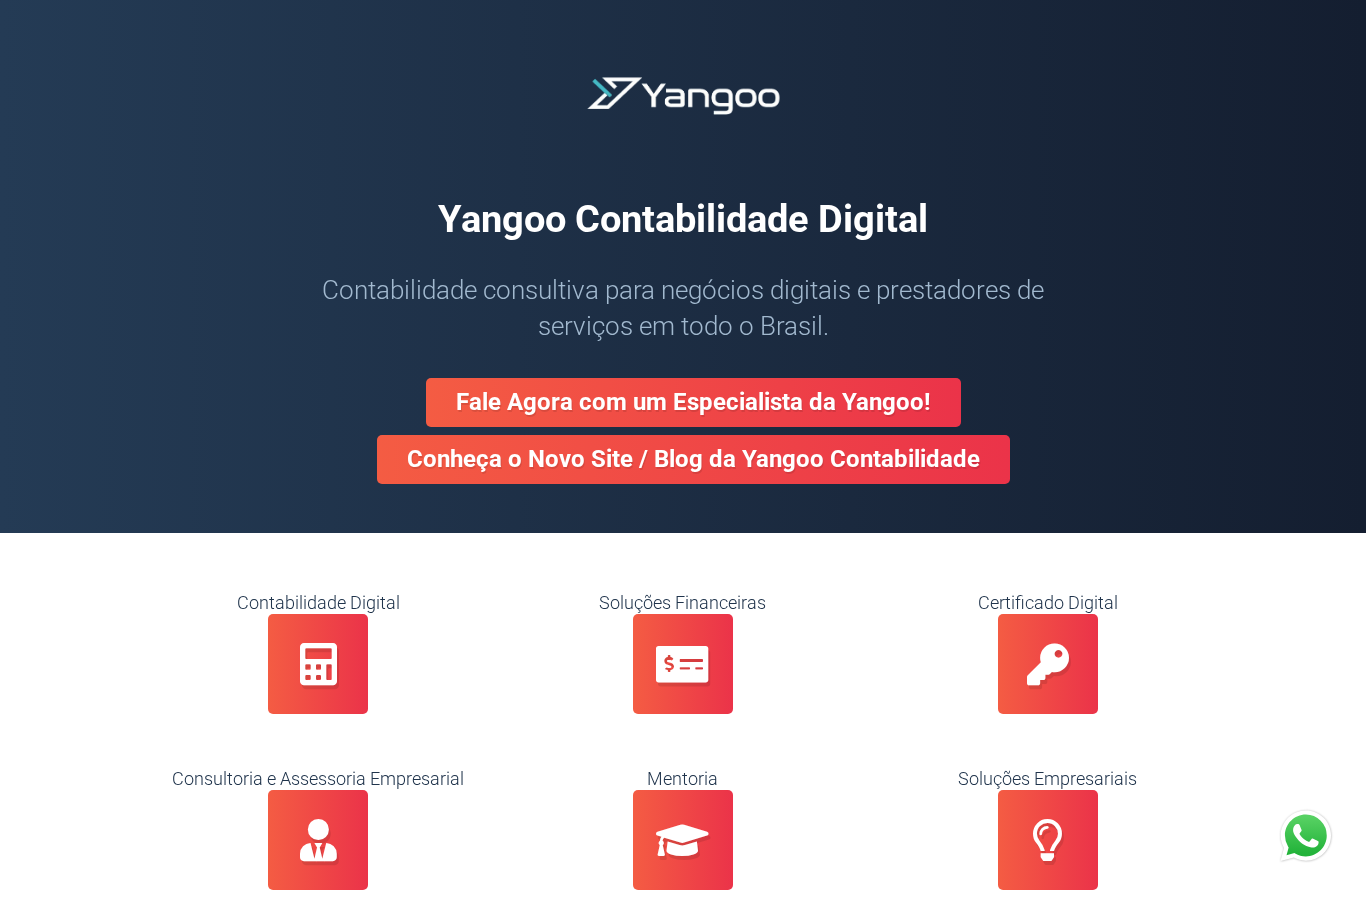 Yangoo
Yangoo Contabilidade Digital
Contabilidade consultiva para negócios digitais e prestadores de
serviços em todo o Brasil.
Fale Agora com um Especialista da Yangoo!
Conheça o Novo Site / Blog da Yangoo Contabilidade
Contabilidade Digital
Soluções Financeiras
Certificado Digital
Consultoria e Assessoria Empresarial
Mentoria
Soluções Empresariais